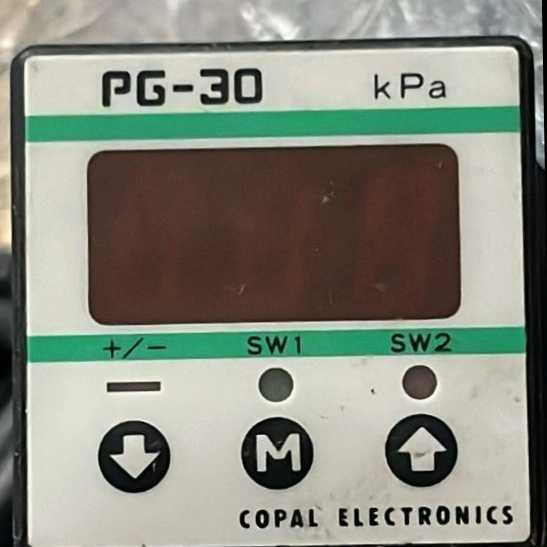 PG-30 kPa
+/- SW1 SW2
M
COPAL ELECTRONICS